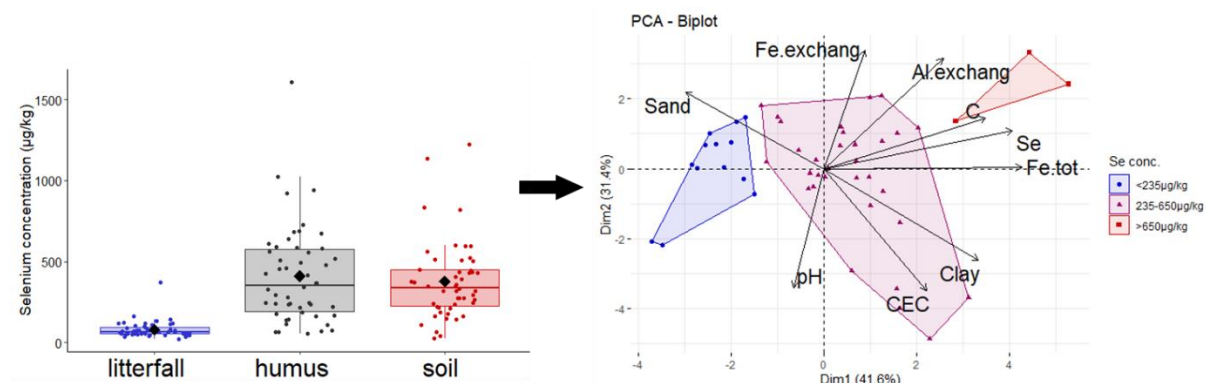 Selenium concentration (µg/kg)
1500
1000
500
0
litterfall humus soil
PCA - Biplot
Dim2 (31.4%)
2
0
-2
-4
Fe.exchang
Al.exchang
Sand
C
Se
Fe.tot
Clay
pH
CEC
-4 -2 0 2 4
Dim1 (41.6%)
Se conc.
<235µg/kg
235-650µg/kg
>650µg/kg